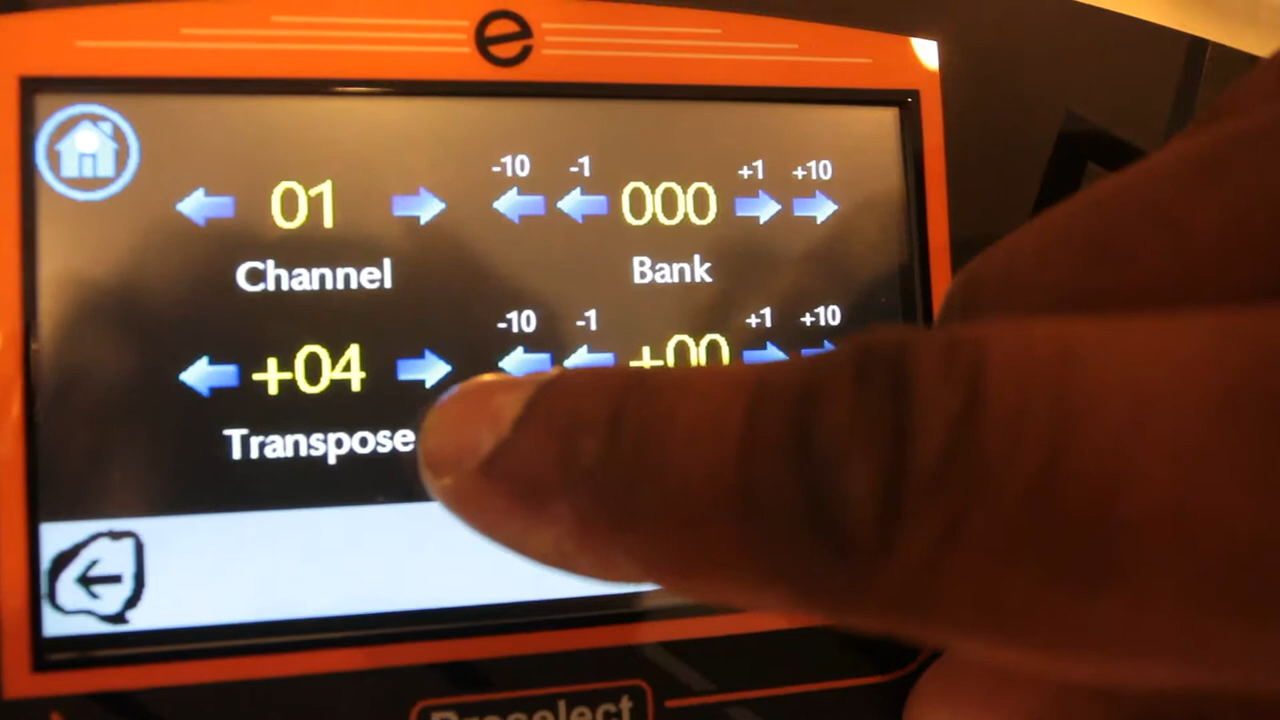 e
-10 -1 +1 +10
01 000
Channel Bank
-10 -1 +1 +10
+04 +00
Transpose
Preselect